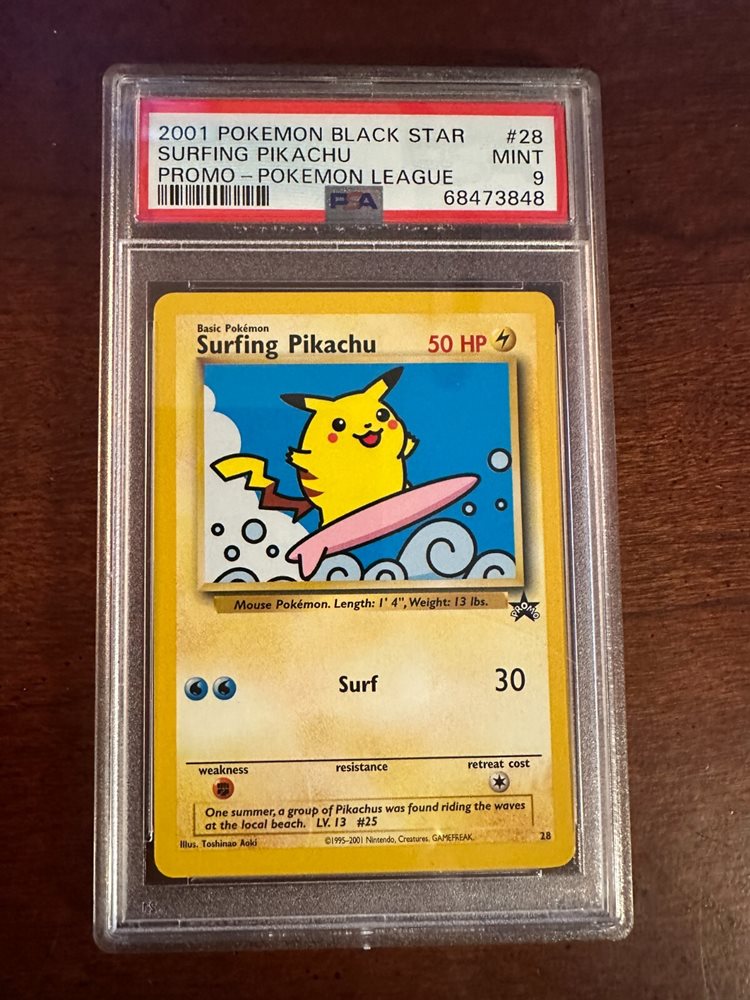 2001 POKEMON BLACK STAR #28
SURFING PIKACHU MINT
PROMO - POKEMON LEAGUE 9
PSA 68473848
Basic Pokémon
Surfing Pikachu 50 HP
Mouse Pokémon. Length: 1' 4", Weight: 13 lbs.
PROMO
Surf 30
weakness resistance retreat cost
One summer, a group of Pikachus was found riding the waves
at the local beach. LV. 13 #25
Illus. Toshinao Aoki ©1995-2001 Nintendo, Creatures, GAMEFREAK. 28